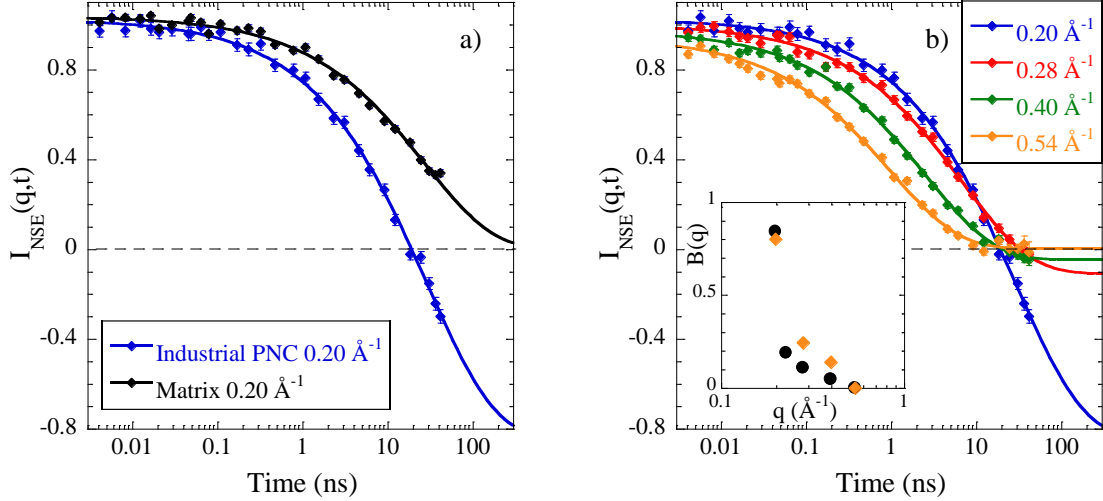 a)
I_NSE(q,t)
0.8
0.4
0
-0.4
-0.8
Industrial PNC 0.20 Å⁻¹
Matrix 0.20 Å⁻¹
0.01 0.1 1 10 100
Time (ns)
b)
0.20 Å⁻¹
0.28 Å⁻¹
0.40 Å⁻¹
0.54 Å⁻¹
I_NSE(q,t)
0.8
0.4
0
-0.4
-0.8
B(q)
1
0.5
0
0.1 1
q (Å⁻¹)
0.01 0.1 1 10 100
Time (ns)